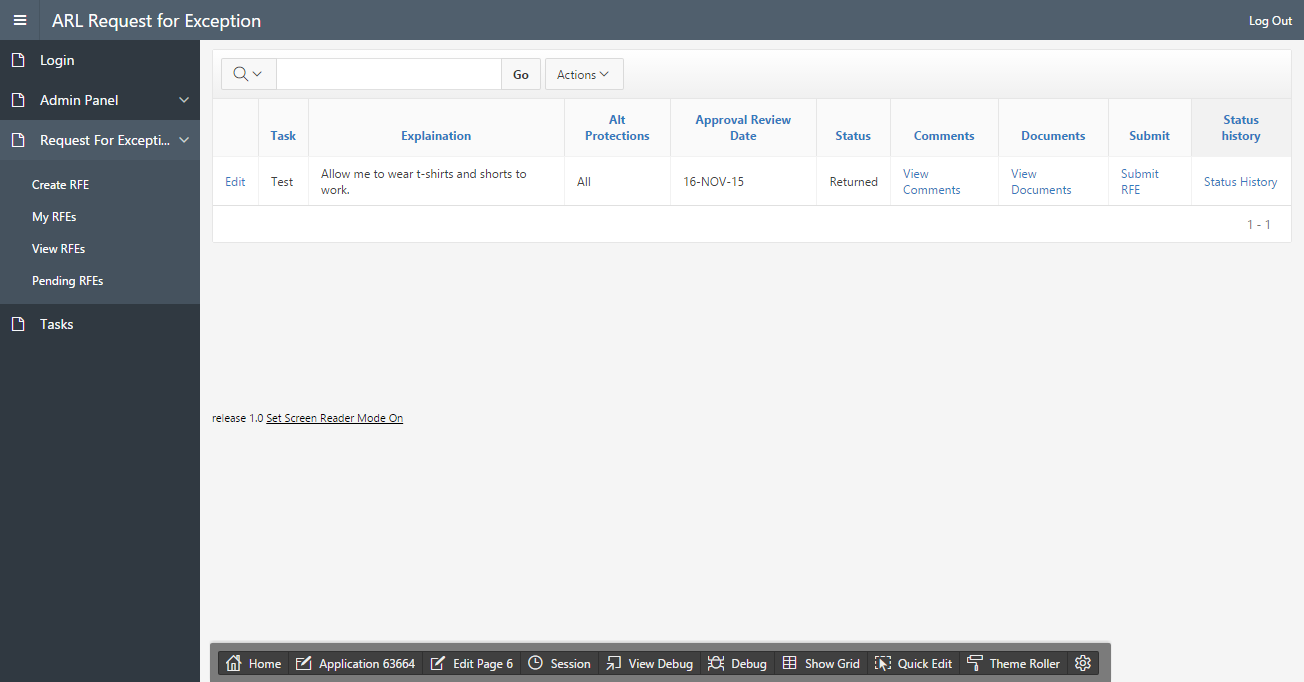 ARL Request for Exception
Log Out
Login
Admin Panel
Request For Excepti...
Create RFE
My RFEs
View RFEs
Pending RFEs
Tasks
Go
Actions
Task
Explaination
Alt
Protections
Approval Review
Date
Status
Comments
Documents
Submit
Status
history
Edit
Test
Allow me to wear t-shirts and shorts to
work.
All
16-NOV-15
Returned
View
Comments
View
Documents
Submit
RFE
Status History
1 - 1
release 1.0 Set Screen Reader Mode On
Home
Application 63664
Edit Page 6
Session
View Debug
Debug
Show Grid
Quick Edit
Theme Roller